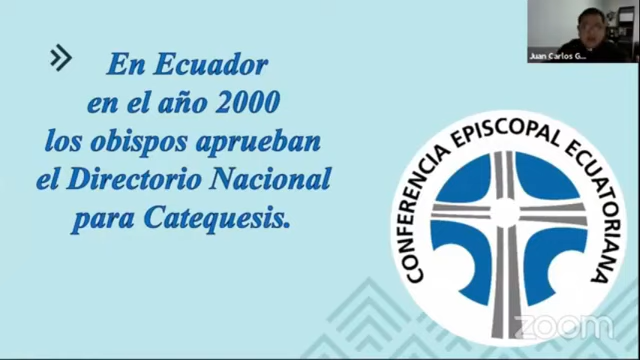 En Ecuador
en el año 2000
los obispos aprueban
el Directorio Nacional
para Catequesis.
CONFERENCIA EPISCOPAL ECUATORIANA
Juan Carlos G...
zoom